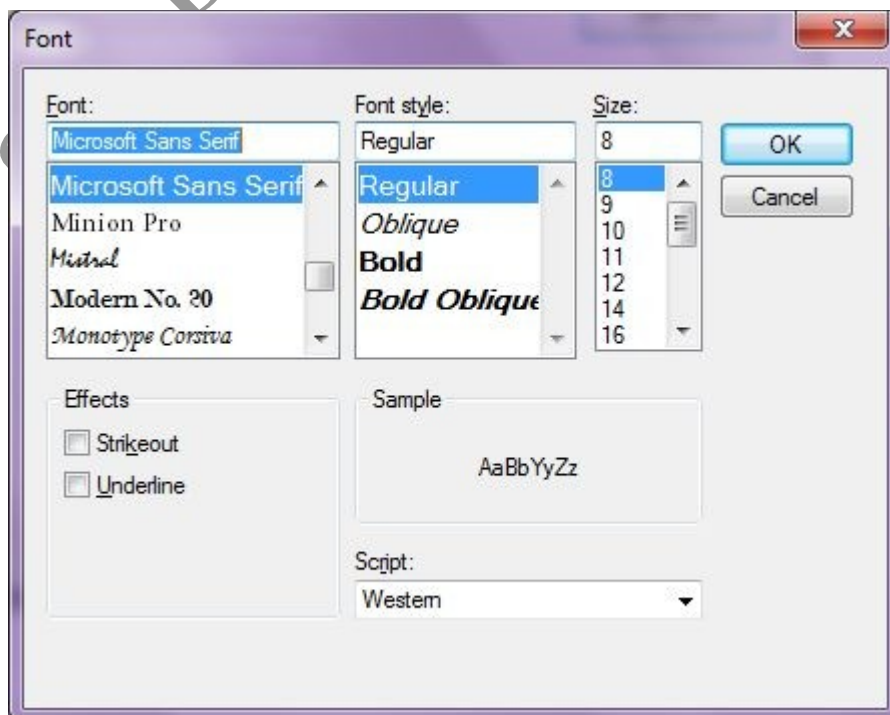 Font
Font:
Microsoft Sans Serif
Microsoft Sans Serif
Minion Pro
Mistral
Modern No. 20
Monotype Corsiva
Font style:
Regular
Regular
Oblique
Bold
Bold Oblique
Size:
8
8
9
10
11
12
14
16
OK
Cancel
Effects
Strikeout
Underline
Sample
AaBbYyZz
Script:
Western